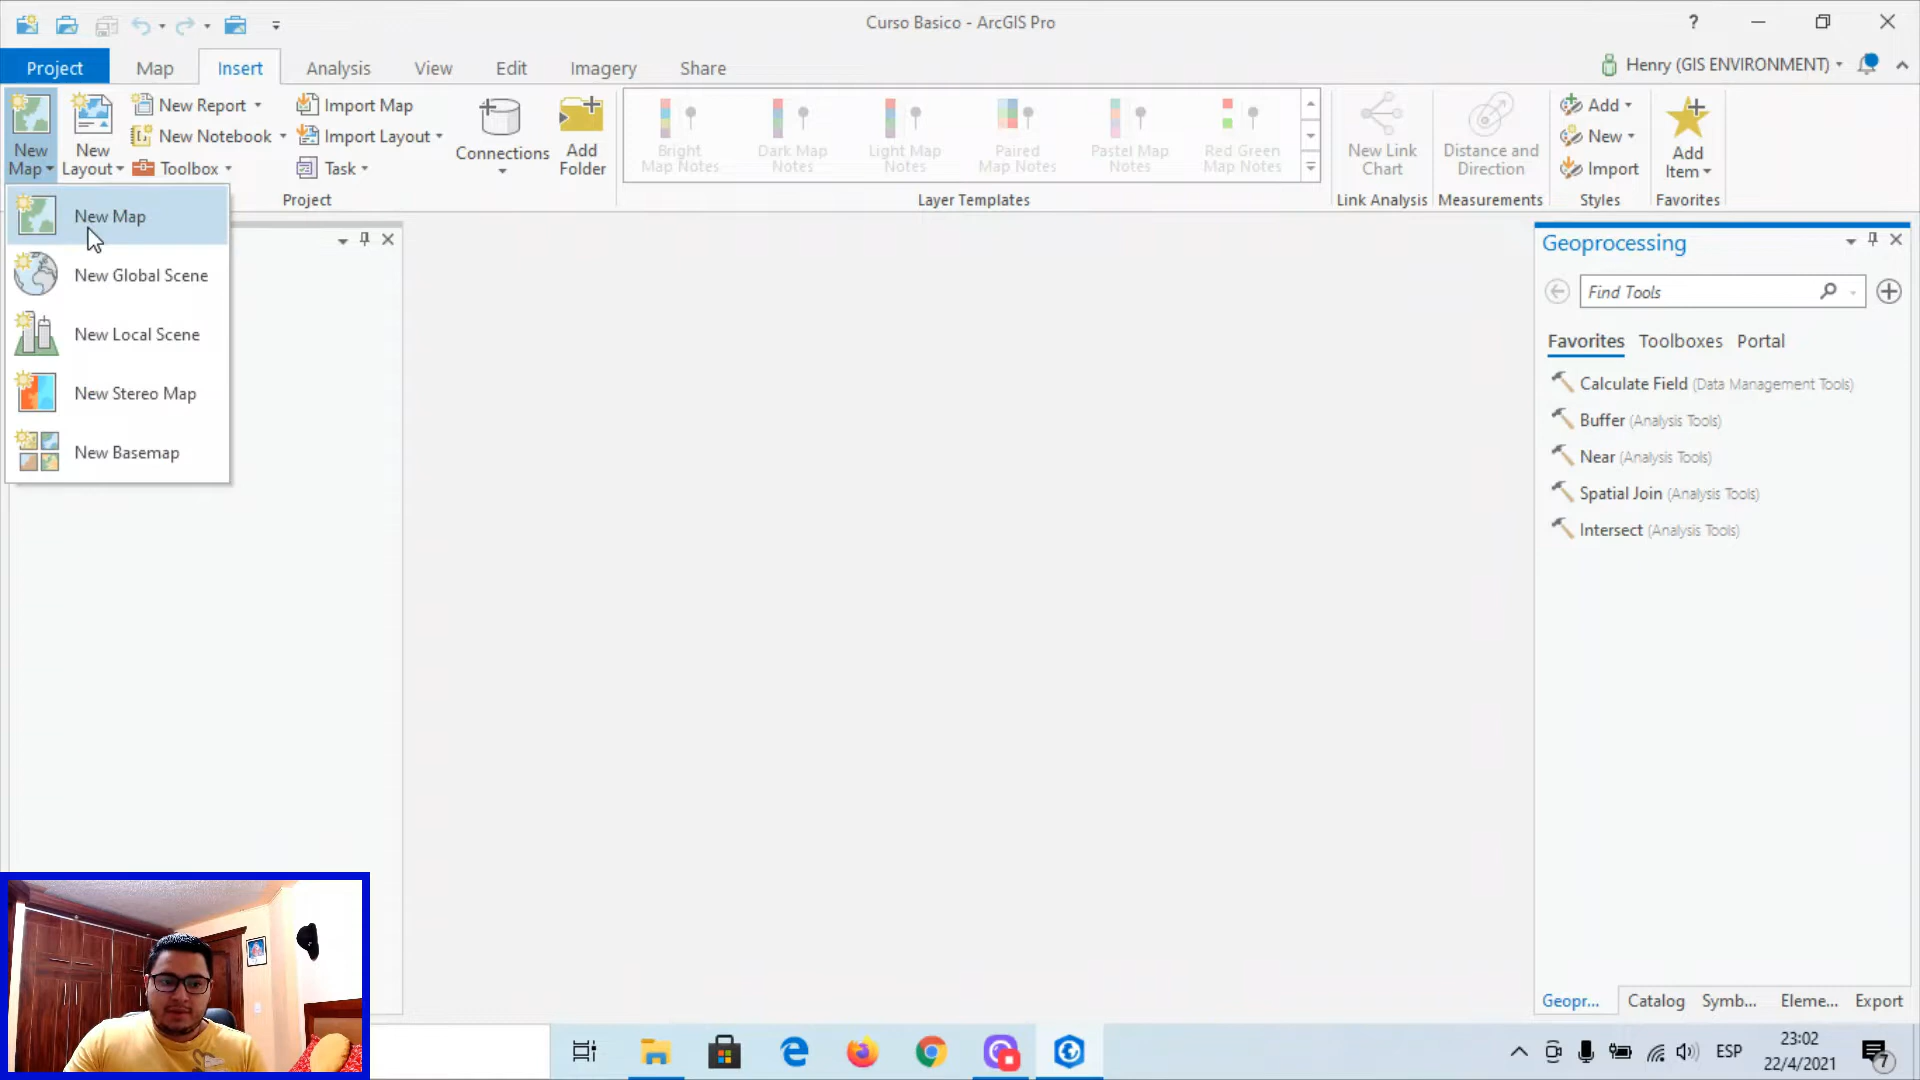 Curso Basico - ArcGIS Pro
?
Project
Map
Insert
Analysis
View
Edit
Imagery
Share
Henry (GIS ENVIRONMENT)
New
Map
New
Layout
New Report
New Notebook
Toolbox
Import Map
Import Layout
Task
Connections
Add
Folder
Project
Bright
Map Notes
Dark Map
Notes
Light Map
Notes
Paired
Map Notes
Pastel Map
Notes
Red Green
Map Notes
Layer Templates
New Link
Chart
Link Analysis
Distance and
Direction
Measurements
Add
New
Import
Styles
Add
Item
Favorites
New Map
New Global Scene
New Local Scene
New Stereo Map
New Basemap
Geoprocessing
Find Tools
Favorites
Toolboxes
Portal
Calculate Field (Data Management Tools)
Buffer (Analysis Tools)
Near (Analysis Tools)
Spatial Join (Analysis Tools)
Intersect (Analysis Tools)
Geopr...
Catalog
Symb...
Eleme...
Export
ESP
23:02
22/4/2021
7